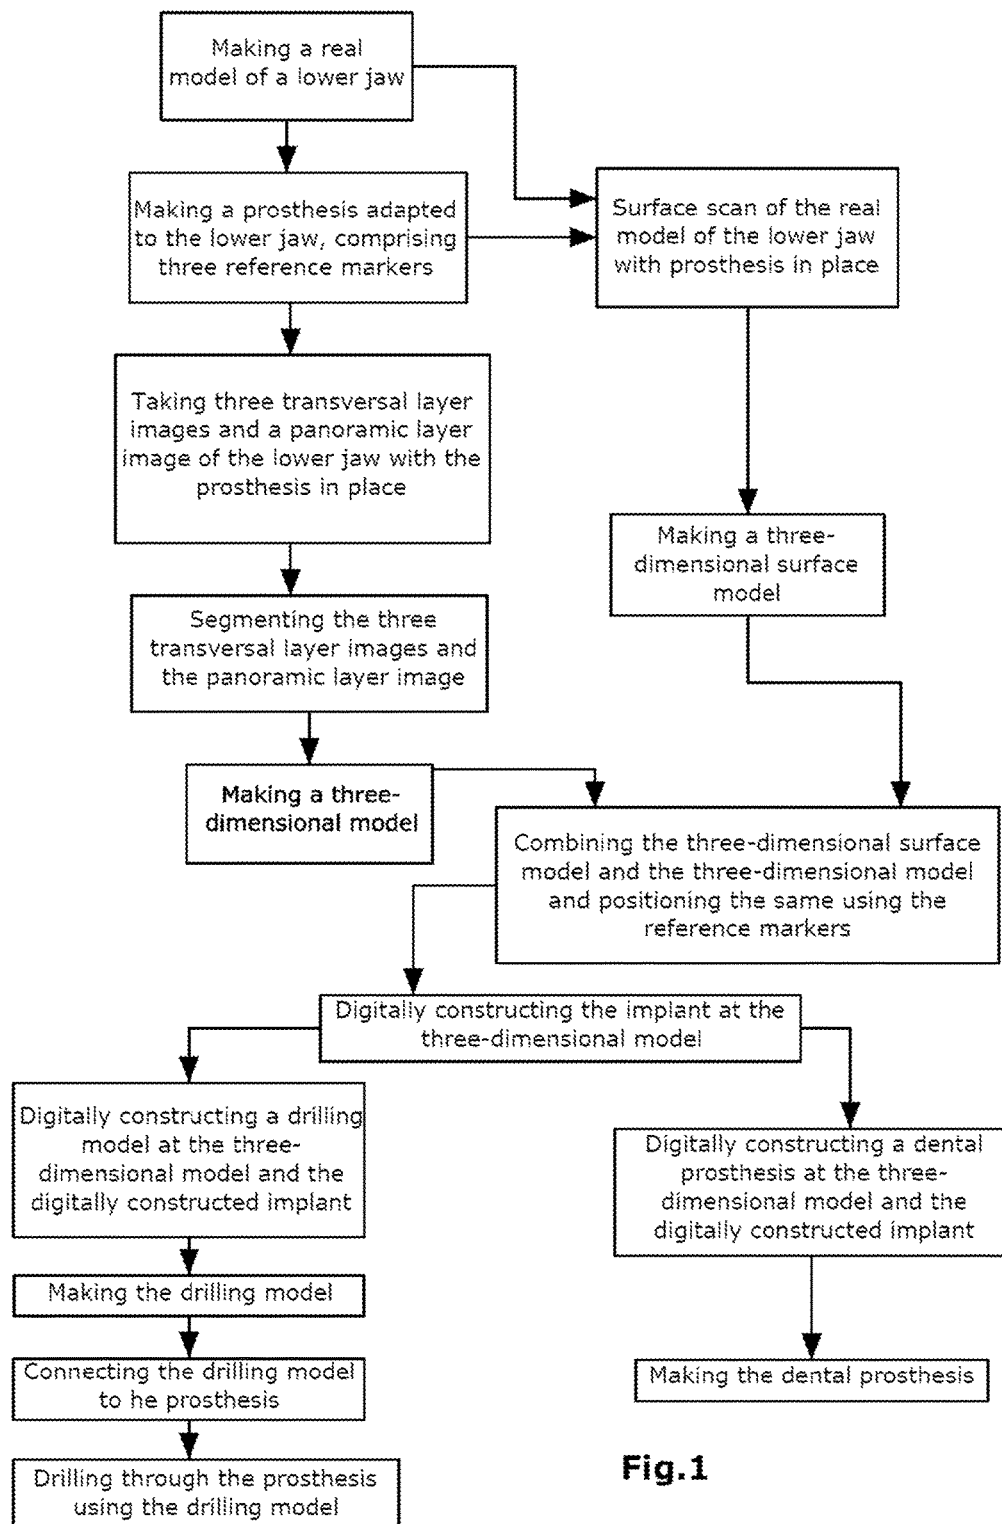 Making a real
model of a lower jaw
Making a prosthesis adapted
to the lower jaw, comprising
three reference markers
Surface scan of the real
model of the lower jaw
with prosthesis in place
Taking three transversal layer
images and a panoramic layer
image of the lower jaw with the
prosthesis in place
Making a three-
dimensional surface
model
Segmenting the three
transversal layer images and
the panoramic layer image
Making a three-
dimensional model
Combining the three-dimensional surface
model and the three-dimensional model
and positioning the same using the
reference markers
Digitally constructing the implant at the
three-dimensional model
Digitally constructing a drilling
model at the three-
dimensional model and the
digitally constructed implant
Digitally constructing a dental
prosthesis at the three-
dimensional model and the
digitally constructed implant
Making the drilling model
Connecting the drilling model
to he prosthesis
Making the dental prosthesis
Drilling through the prosthesis
using the drilling model
Fig.1